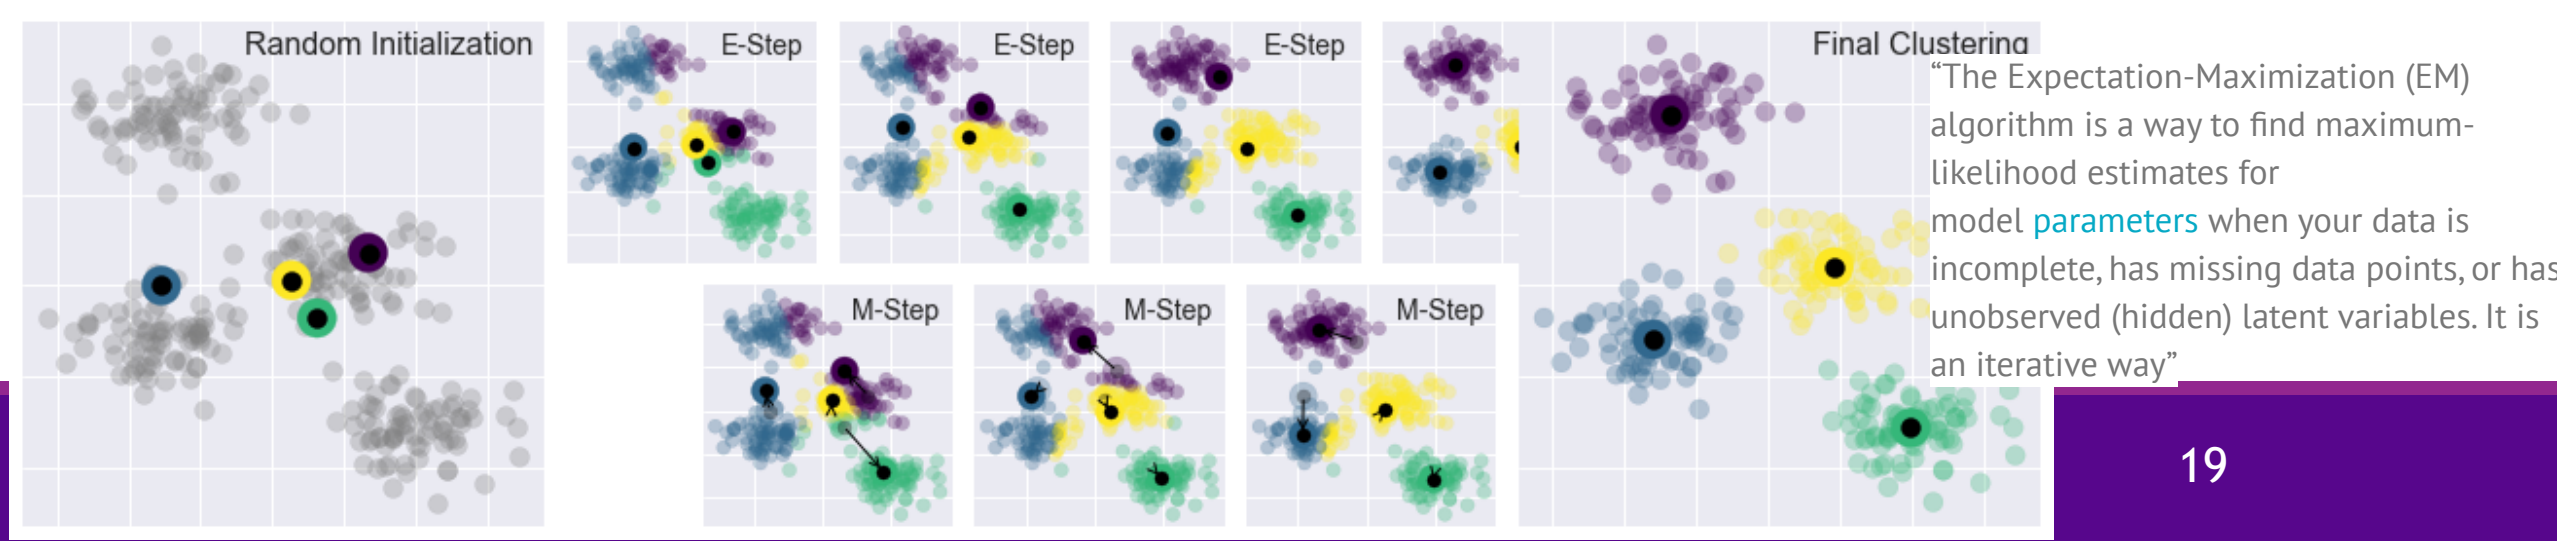 Random Initialization
E-Step
E-Step
E-Step
Final Clustering
M-Step
M-Step
M-Step
“The Expectation-Maximization (EM)
algorithm is a way to find maximum-
likelihood estimates for
model parameters when your data is
incomplete, has missing data points, or has
unobserved (hidden) latent variables. It is
an iterative way”
19